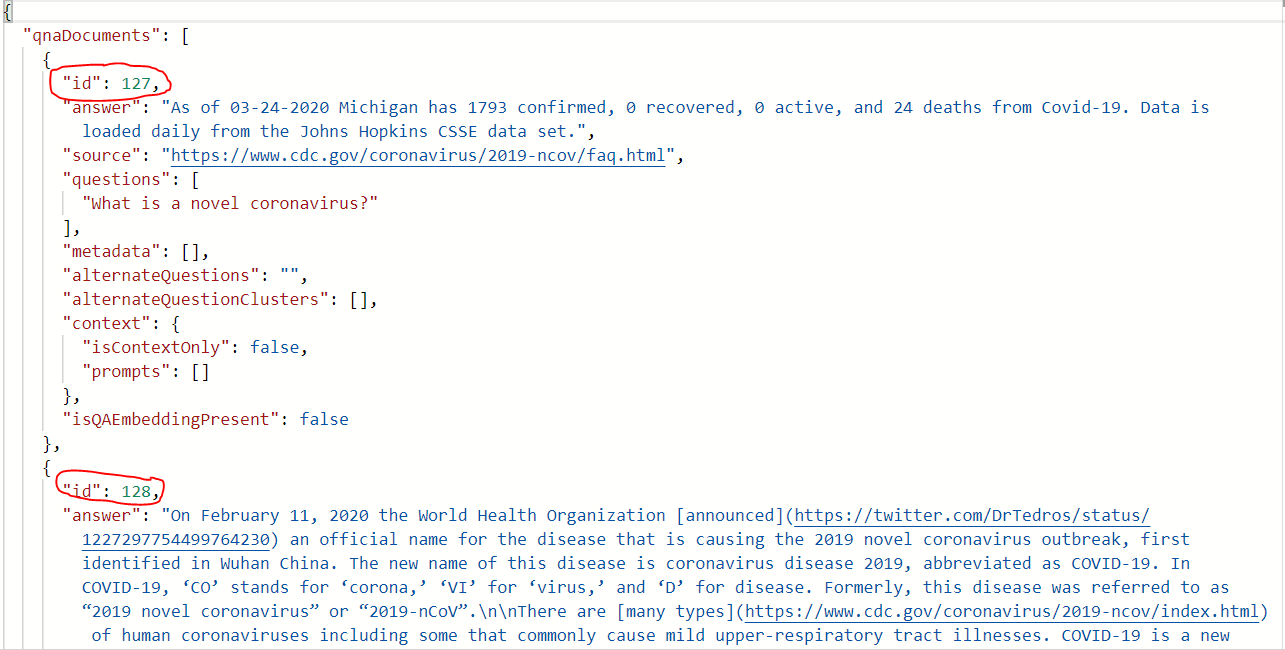 {
"qnaDocuments": [
{
"id": 127,
"answer": "As of 03-24-2020 Michigan has 1793 confirmed, 0 recovered, 0 active, and 24 deaths from Covid-19. Data is
loaded daily from the Johns Hopkins CSSE data set.",
"source": "https://www.cdc.gov/coronavirus/2019-ncov/faq.html",
"questions": [
"What is a novel coronavirus?"
],
"metadata": [],
"alternateQuestions": "",
"alternateQuestionClusters": [],
"context": {
"isContextOnly": false,
"prompts": []
},
"isQAEmbeddingPresent": false
},
{
"id": 128,
"answer": "On February 11, 2020 the World Health Organization [announced](https://twitter.com/DrTedros/status/
1227297754499764230) an official name for the disease that is causing the 2019 novel coronavirus outbreak, first
identified in Wuhan China. The new name of this disease is coronavirus disease 2019, abbreviated as COVID-19. In
COVID-19, ‘CO’ stands for ‘corona,’ ‘VI’ for ‘virus,’ and ‘D’ for disease. Formerly, this disease was referred to as
“2019 novel coronavirus” or “2019-nCoV”.\n\nThere are [many types](https://www.cdc.gov/coronavirus/2019-ncov/index.html)
of human coronaviruses including some that commonly cause mild upper-respiratory tract illnesses. COVID-19 is a new